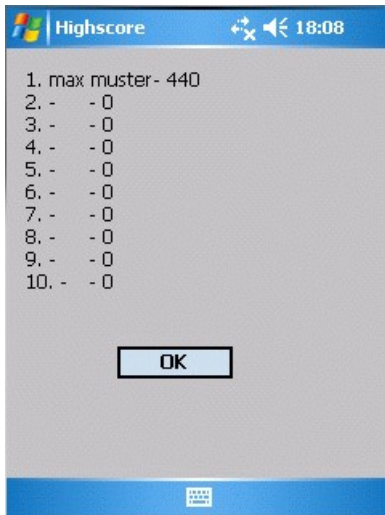 Highscore 18:08
1. max muster- 440
2. - - 0
3. - - 0
4. - - 0
5. - - 0
6. - - 0
7. - - 0
8. - - 0
9. - - 0
10. - - 0
OK